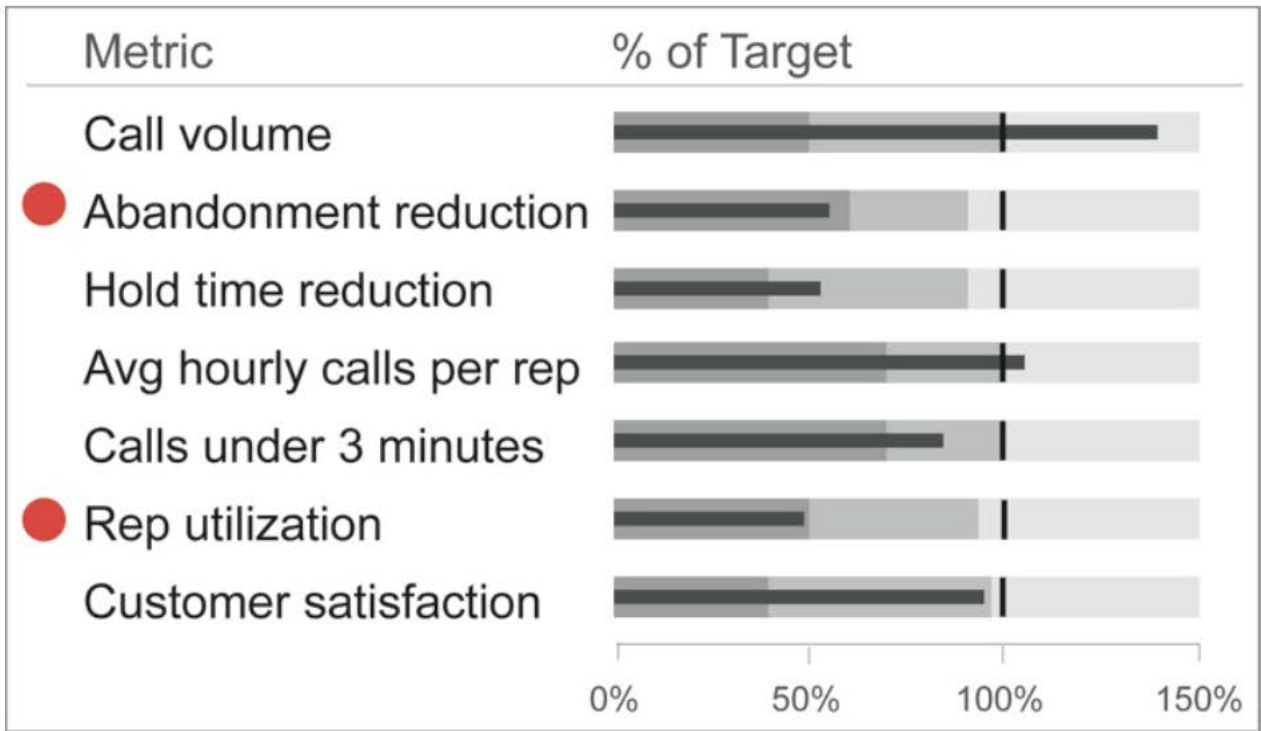 Metric % of Target
Call volume
Abandonment reduction
Hold time reduction
Avg hourly calls per rep
Calls under 3 minutes
Rep utilization
Customer satisfaction
0% 50% 100% 150%